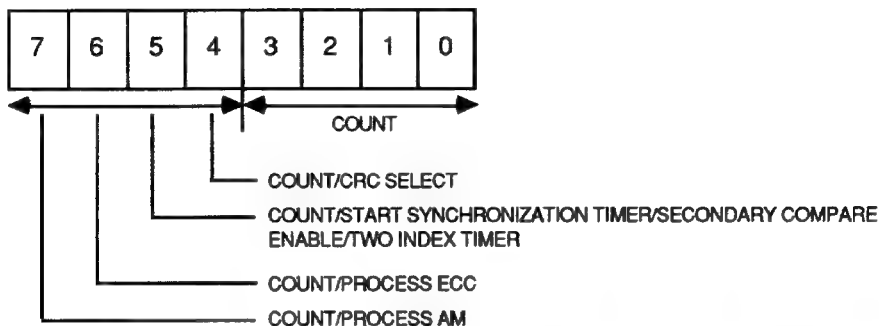 7 6 5 4 3 2 1 0
COUNT
COUNT/CRC SELECT
COUNT/START SYNCHRONIZATION TIMER/SECONDARY COMPARE
ENABLE/TWO INDEX TIMER
COUNT/PROCESS ECC
COUNT/PROCESS AM